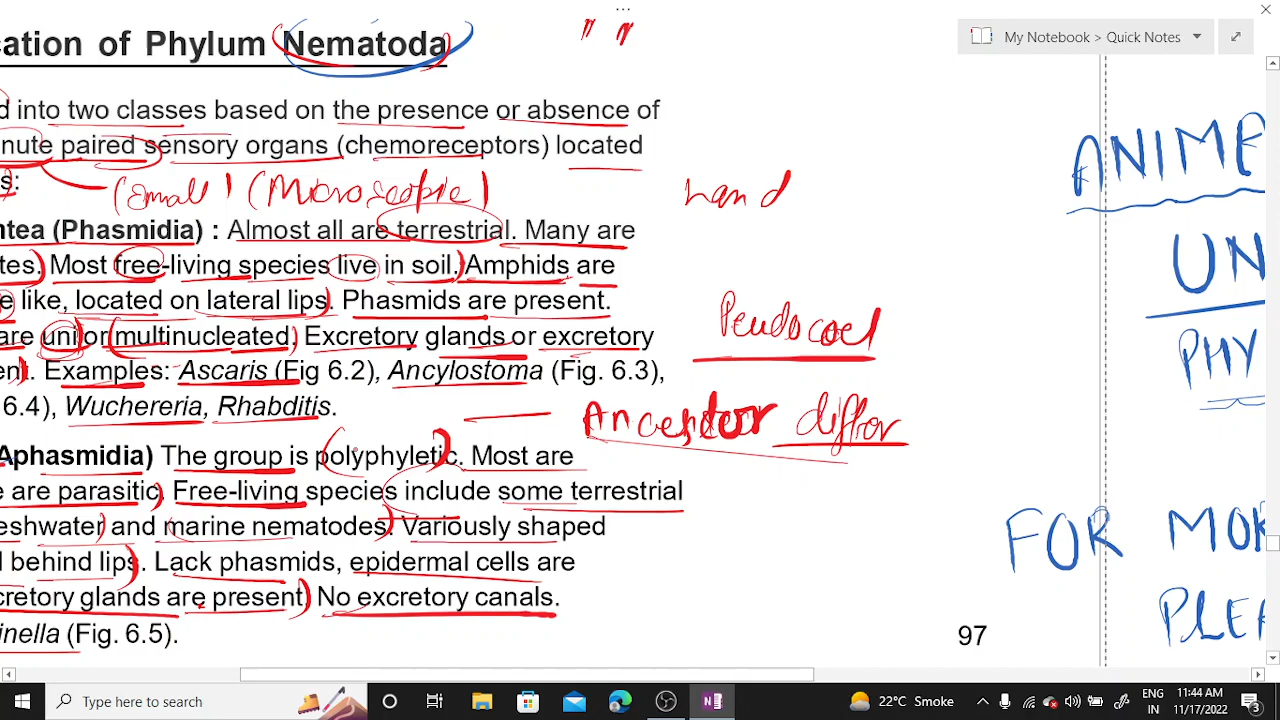 cation of Phylum Nematoda
My Notebook > Quick Notes
d into two classes based on the presence or absence of
nute paired sensory organs (chemoreceptors) located
s:
(small) (Microscopic)
hand
ANIME
ntea (Phasmidia) : Almost all are terrestrial. Many are
tes. Most free-living species live in soil. Amphids are
UN
e like, located on lateral lips. Phasmids are present.
Pseudocoel
are uni or multinucleated. Excretory glands or excretory
PHY
ent. Examples: Ascaris (Fig 6.2), Ancylostoma (Fig. 6.3),
6.4), Wuchereria, Rhabditis.
Ancestor differ
Aphasmidia) The group is polyphyletic. Most are
e are parasitic. Free-living species include some terrestrial
eshwater and marine nematodes. Variously shaped
FOR MOR
d behind lips. Lack phasmids, epidermal cells are
cretory glands are present. No excretory canals.
PLEA
inella (Fig. 6.5).
97
Type here to search
22°C Smoke
ENG
IN
11:44 AM
11/17/2022
3